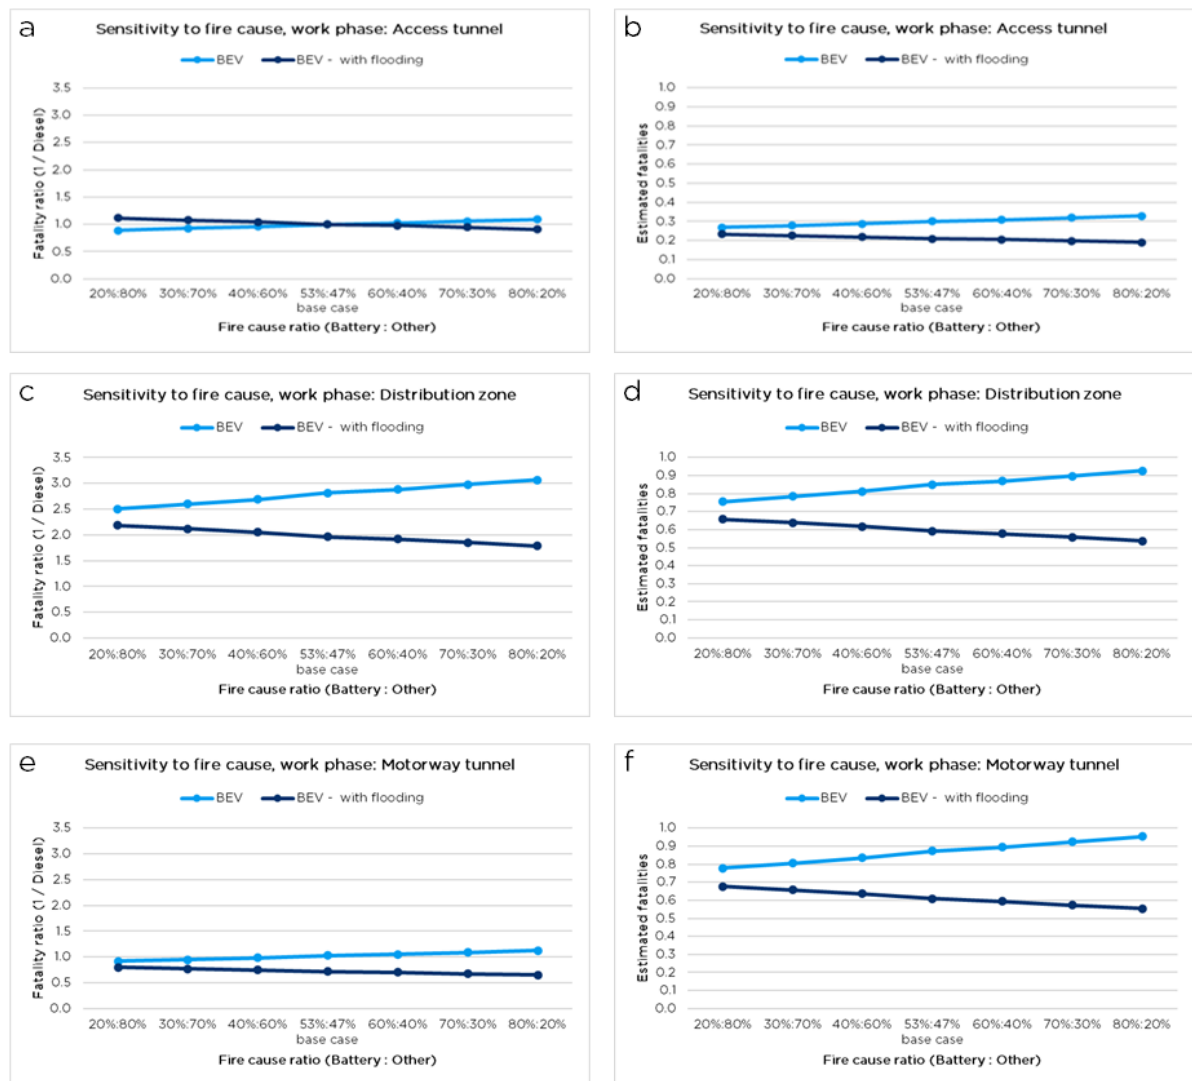 a
Sensitivity to fire cause, work phase: Access tunnel
BEV BEV - with flooding
Fatality ratio (1 / Diesel)
3.5
3.0
2.5
2.0
1.5
1.0
0.5
0.0
20%:80% 30%:70% 40%:60% 53%:47% 60%:40% 70%:30% 80%:20%
base case
Fire cause ratio (Battery : Other)
b
Sensitivity to fire cause, work phase: Access tunnel
BEV BEV - with flooding
Estimated fatalities
1.0
0.9
0.8
0.7
0.6
0.5
0.4
0.3
0.2
0.1
0.0
20%:80% 30%:70% 40%:60% 53%:47% 60%:40% 70%:30% 80%:20%
base case
Fire cause ratio (Battery : Other)
c
Sensitivity to fire cause, work phase: Distribution zone
BEV BEV - with flooding
Fatality ratio (1 / Diesel)
3.5
3.0
2.5
2.0
1.5
1.0
0.5
0.0
20%:80% 30%:70% 40%:60% 53%:47% 60%:40% 70%:30% 80%:20%
base case
Fire cause ratio (Battery : Other)
d
Sensitivity to fire cause, work phase: Distribution zone
BEV BEV - with flooding
Estimated fatalities
1.0
0.9
0.8
0.7
0.6
0.5
0.4
0.3
0.2
0.1
0.0
20%:80% 30%:70% 40%:60% 53%:47% 60%:40% 70%:30% 80%:20%
base case
Fire cause ratio (Battery : Other)
e
Sensitivity to fire cause, work phase: Motorway tunnel
BEV BEV - with flooding
Fatality ratio (1 / Diesel)
3.5
3.0
2.5
2.0
1.5
1.0
0.5
0.0
20%:80% 30%:70% 40%:60% 53%:47% 60%:40% 70%:30% 80%:20%
base case
Fire cause ratio (Battery : Other)
f
Sensitivity to fire cause, work phase: Motorway tunnel
BEV BEV - with flooding
Estimated fatalities
1.0
0.9
0.8
0.7
0.6
0.5
0.4
0.3
0.2
0.1
0.0
20%:80% 30%:70% 40%:60% 53%:47% 60%:40% 70%:30% 80%:20%
base case
Fire cause ratio (Battery : Other)